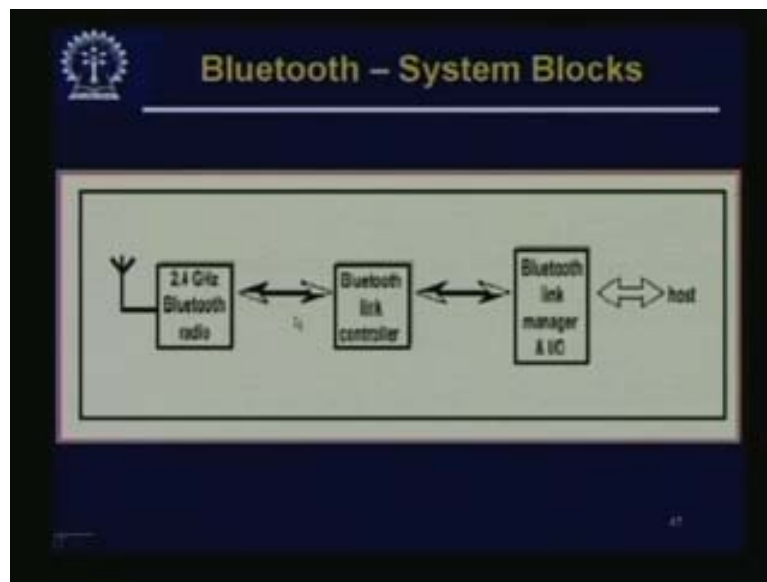 Bluetooth – System Blocks
2.4 GHz
Bluetooth
radio
Bluetooth
link
controller
Bluetooth
link
manager
& I/O
host